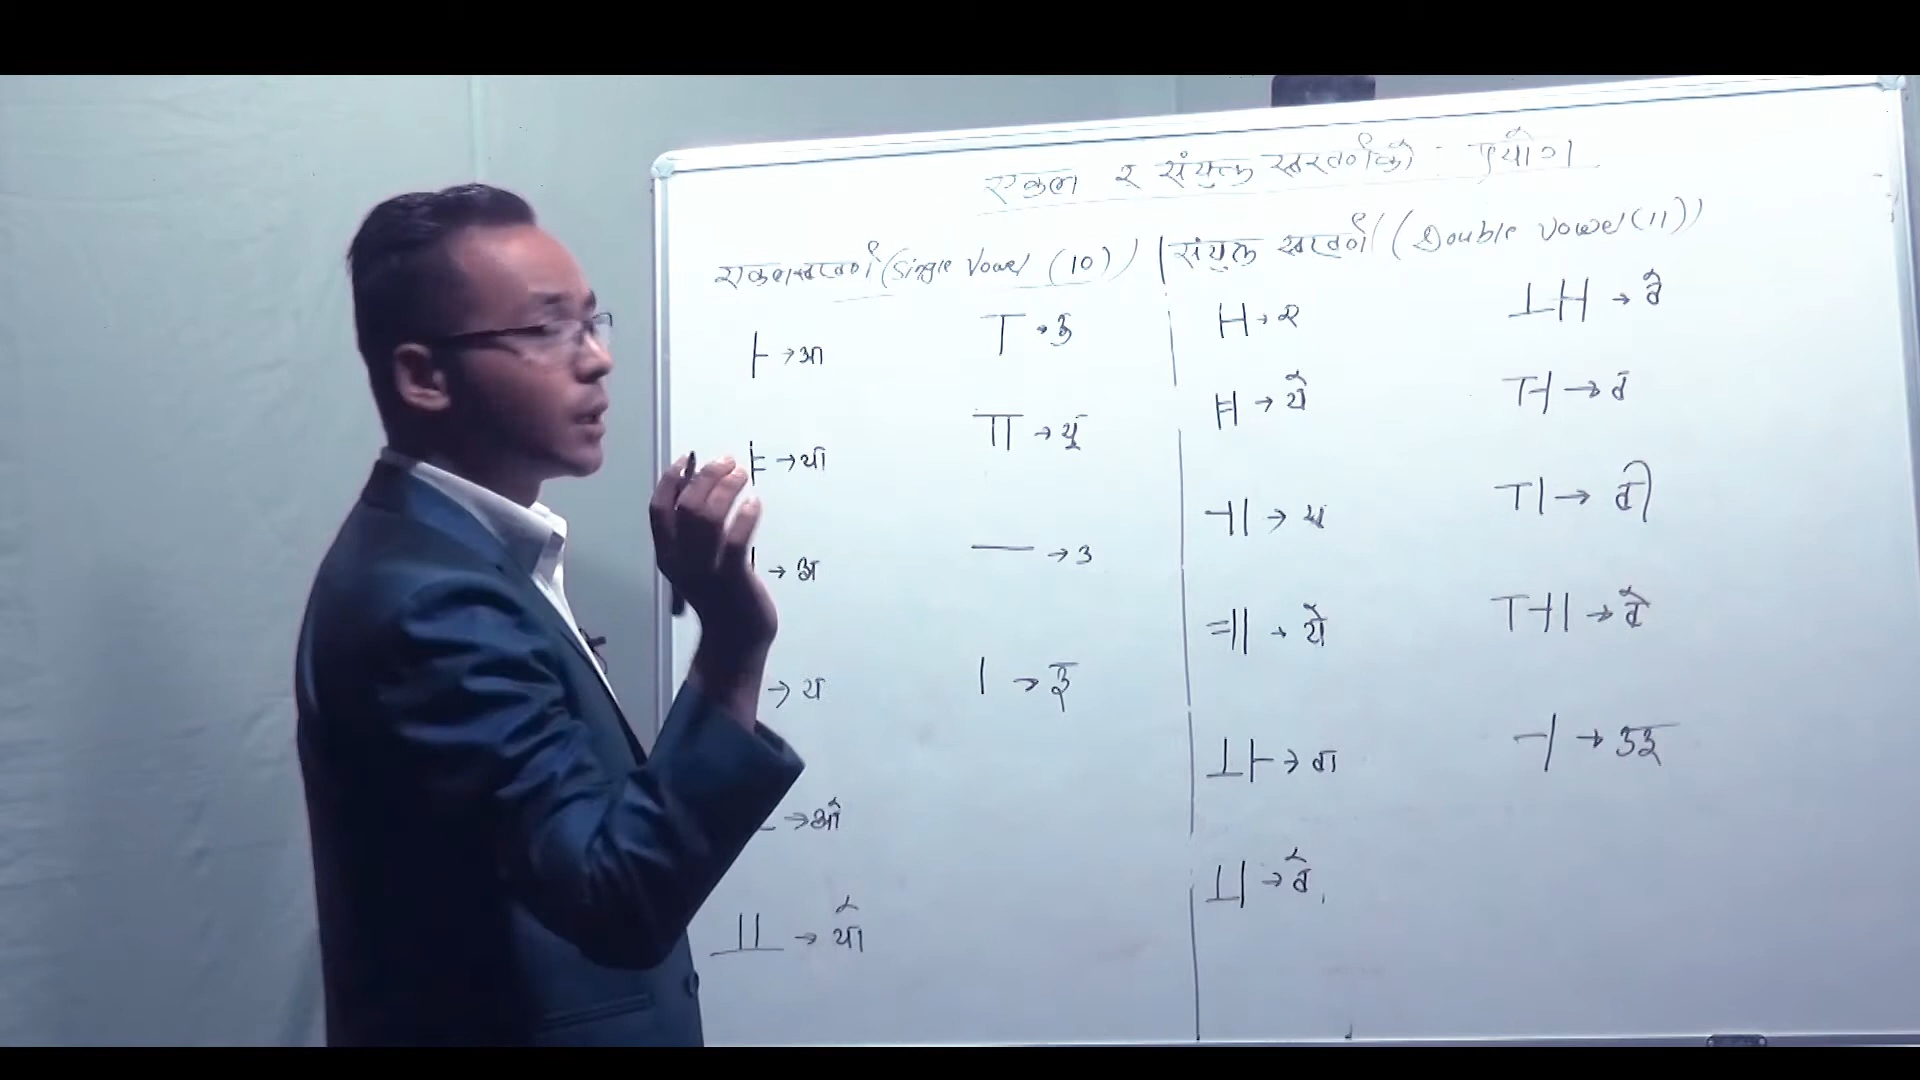 एकल र संयुक्त स्वरवर्णको प्रयोग
एकल स्वरवर्ण (Single Vowel (10)) | संयुक्त स्वरवर्ण (Double Vowel (11))
ㅏ → आ
ㅑ → या
→ अ
→ य
→ ओ
ㅛ → यो
ㅜ → उ
ㅠ → यू
ㅡ → उ
ㅣ → इ
ㅐ → ए
ㅒ → ये
ㅔ → ए
ㅖ → ये
ㅘ → वा
ㅚ → वे
ㅙ → वे
ㅝ → व
ㅟ → वी
ㅞ → वे
ㅢ → उइ